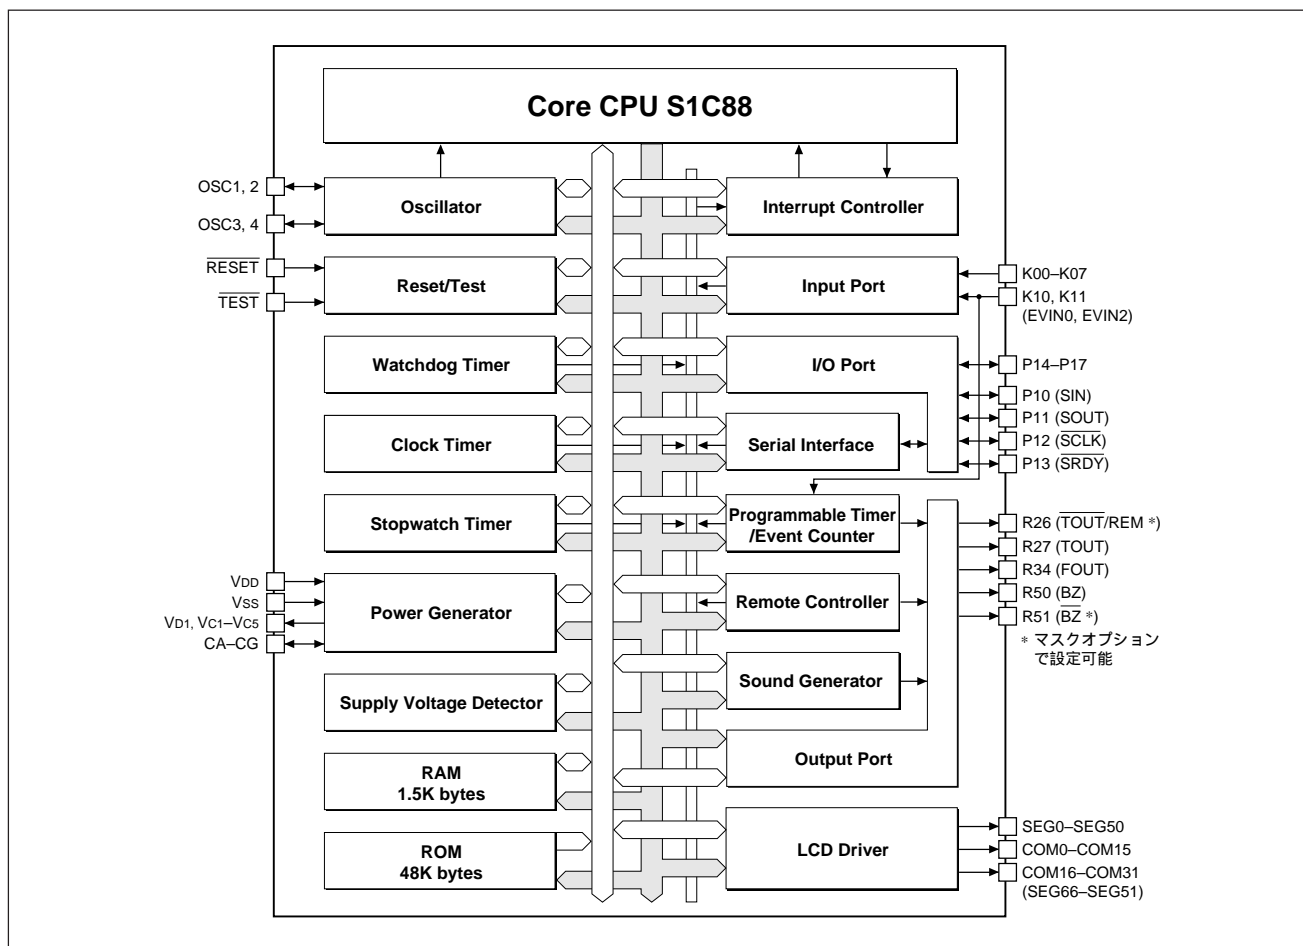 Core CPU S1C88
OSC1, 2
OSC3, 4
Oscillator
Interrupt Controller
RESET
TEST
Reset/Test
Input Port
K00–K07
K10, K11
(EVIN0, EVIN2)
Watchdog Timer
I/O Port
P14–P17
P10 (SIN)
P11 (SOUT)
P12 (SCLK)
P13 (SRDY)
Clock Timer
Serial Interface
Stopwatch Timer
Programmable Timer
/Event Counter
R26 (TOUT/REM *)
R27 (TOUT)
R34 (FOUT)
R50 (BZ)
R51 (BZ *)
* マスクオプション
で設定可能
VDD
VSS
VD1, VC1–VC5
CA–CG
Power Generator
Remote Controller
Sound Generator
Supply Voltage Detector
Output Port
RAM
1.5K bytes
ROM
48K bytes
LCD Driver
SEG0–SEG50
COM0–COM15
COM16–COM31
(SEG66–SEG51)